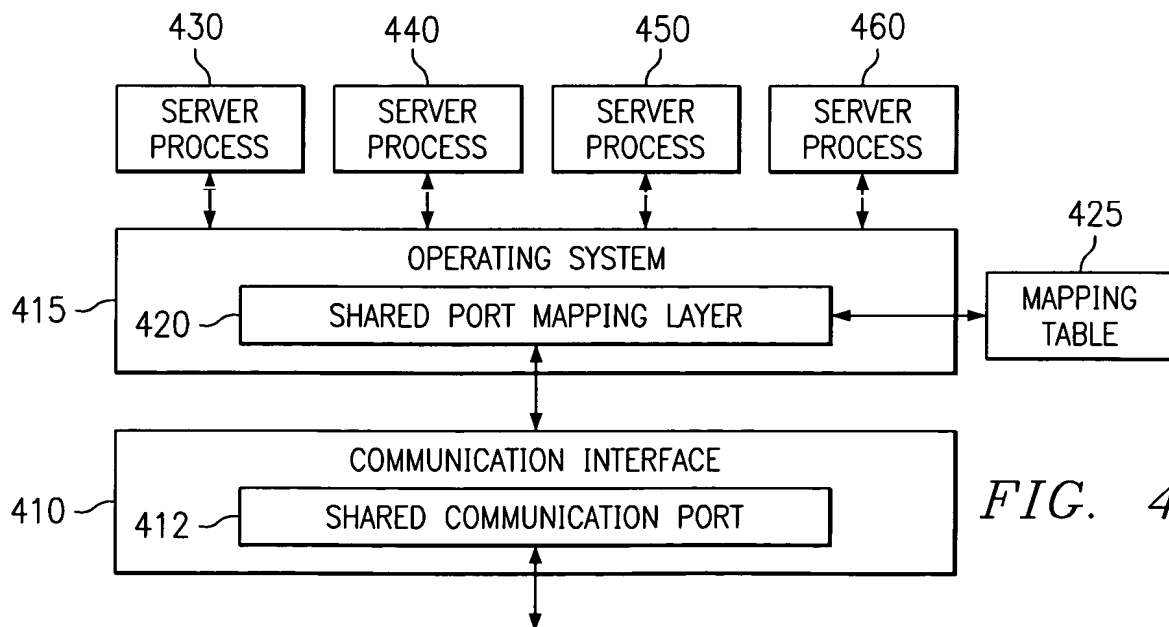 430 440 450 460
SERVER PROCESS SERVER PROCESS SERVER PROCESS SERVER PROCESS
425
OPERATING SYSTEM
415
420 SHARED PORT MAPPING LAYER
MAPPING TABLE
COMMUNICATION INTERFACE
410
412 SHARED COMMUNICATION PORT
FIG. 4